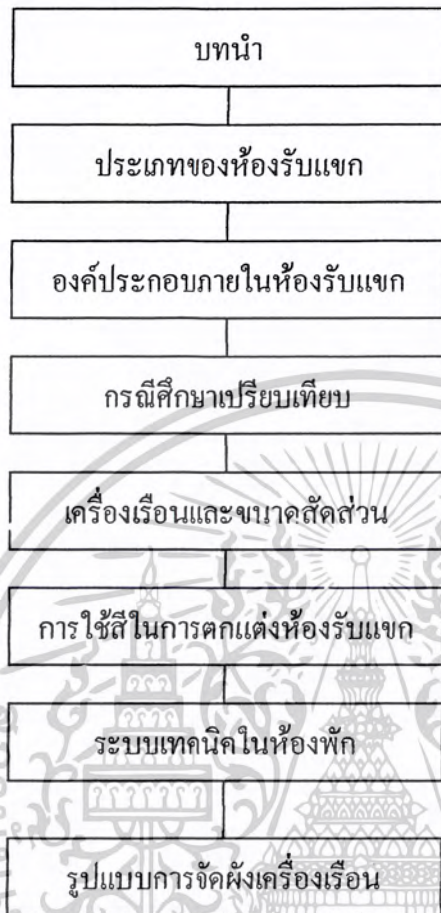 บทนำ
ประเภทของห้องรับแขก
องค์ประกอบภายในห้องรับแขก
กรณีศึกษาเปรียบเทียบ
เครื่องเรือนและขนาดสัดส่วน
การใช้สีในการตกแต่งห้องรับแขก
ระบบเทคนิคในห้องพัก
รูปแบบการจัดผังเครื่องเรือน